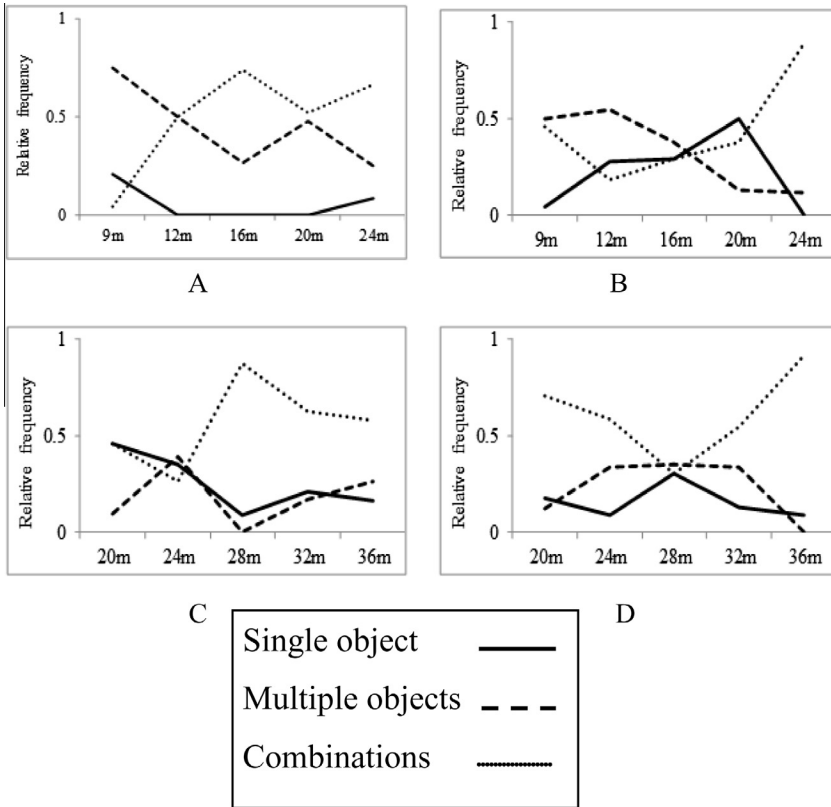 1
0.5
0
Relative frequency
9m 12m 16m 20m 24m
A
1
0.5
0
Relative frequency
9m 12m 16m 20m 24m
B
1
0.5
0
Relative frequency
20m 24m 28m 32m 36m
C
1
0.5
0
Relative frequency
20m 24m 28m 32m 36m
D
Single object
Multiple objects
Combinations